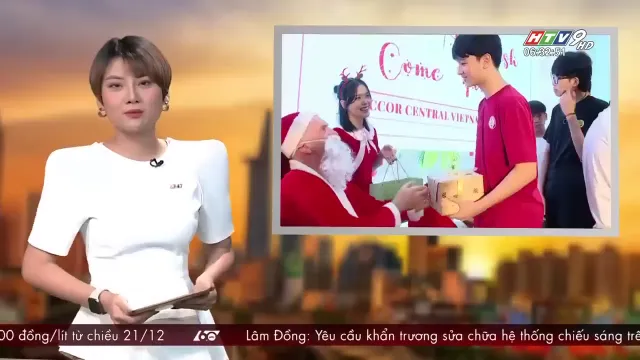 HTV9 HD
06:32:51
Come
CCOR CENTRAL VIETNA
00 đồng/lít từ chiều 21/12
Lâm Đồng: Yêu cầu khẩn trương sửa chữa hệ thống chiếu sáng trê